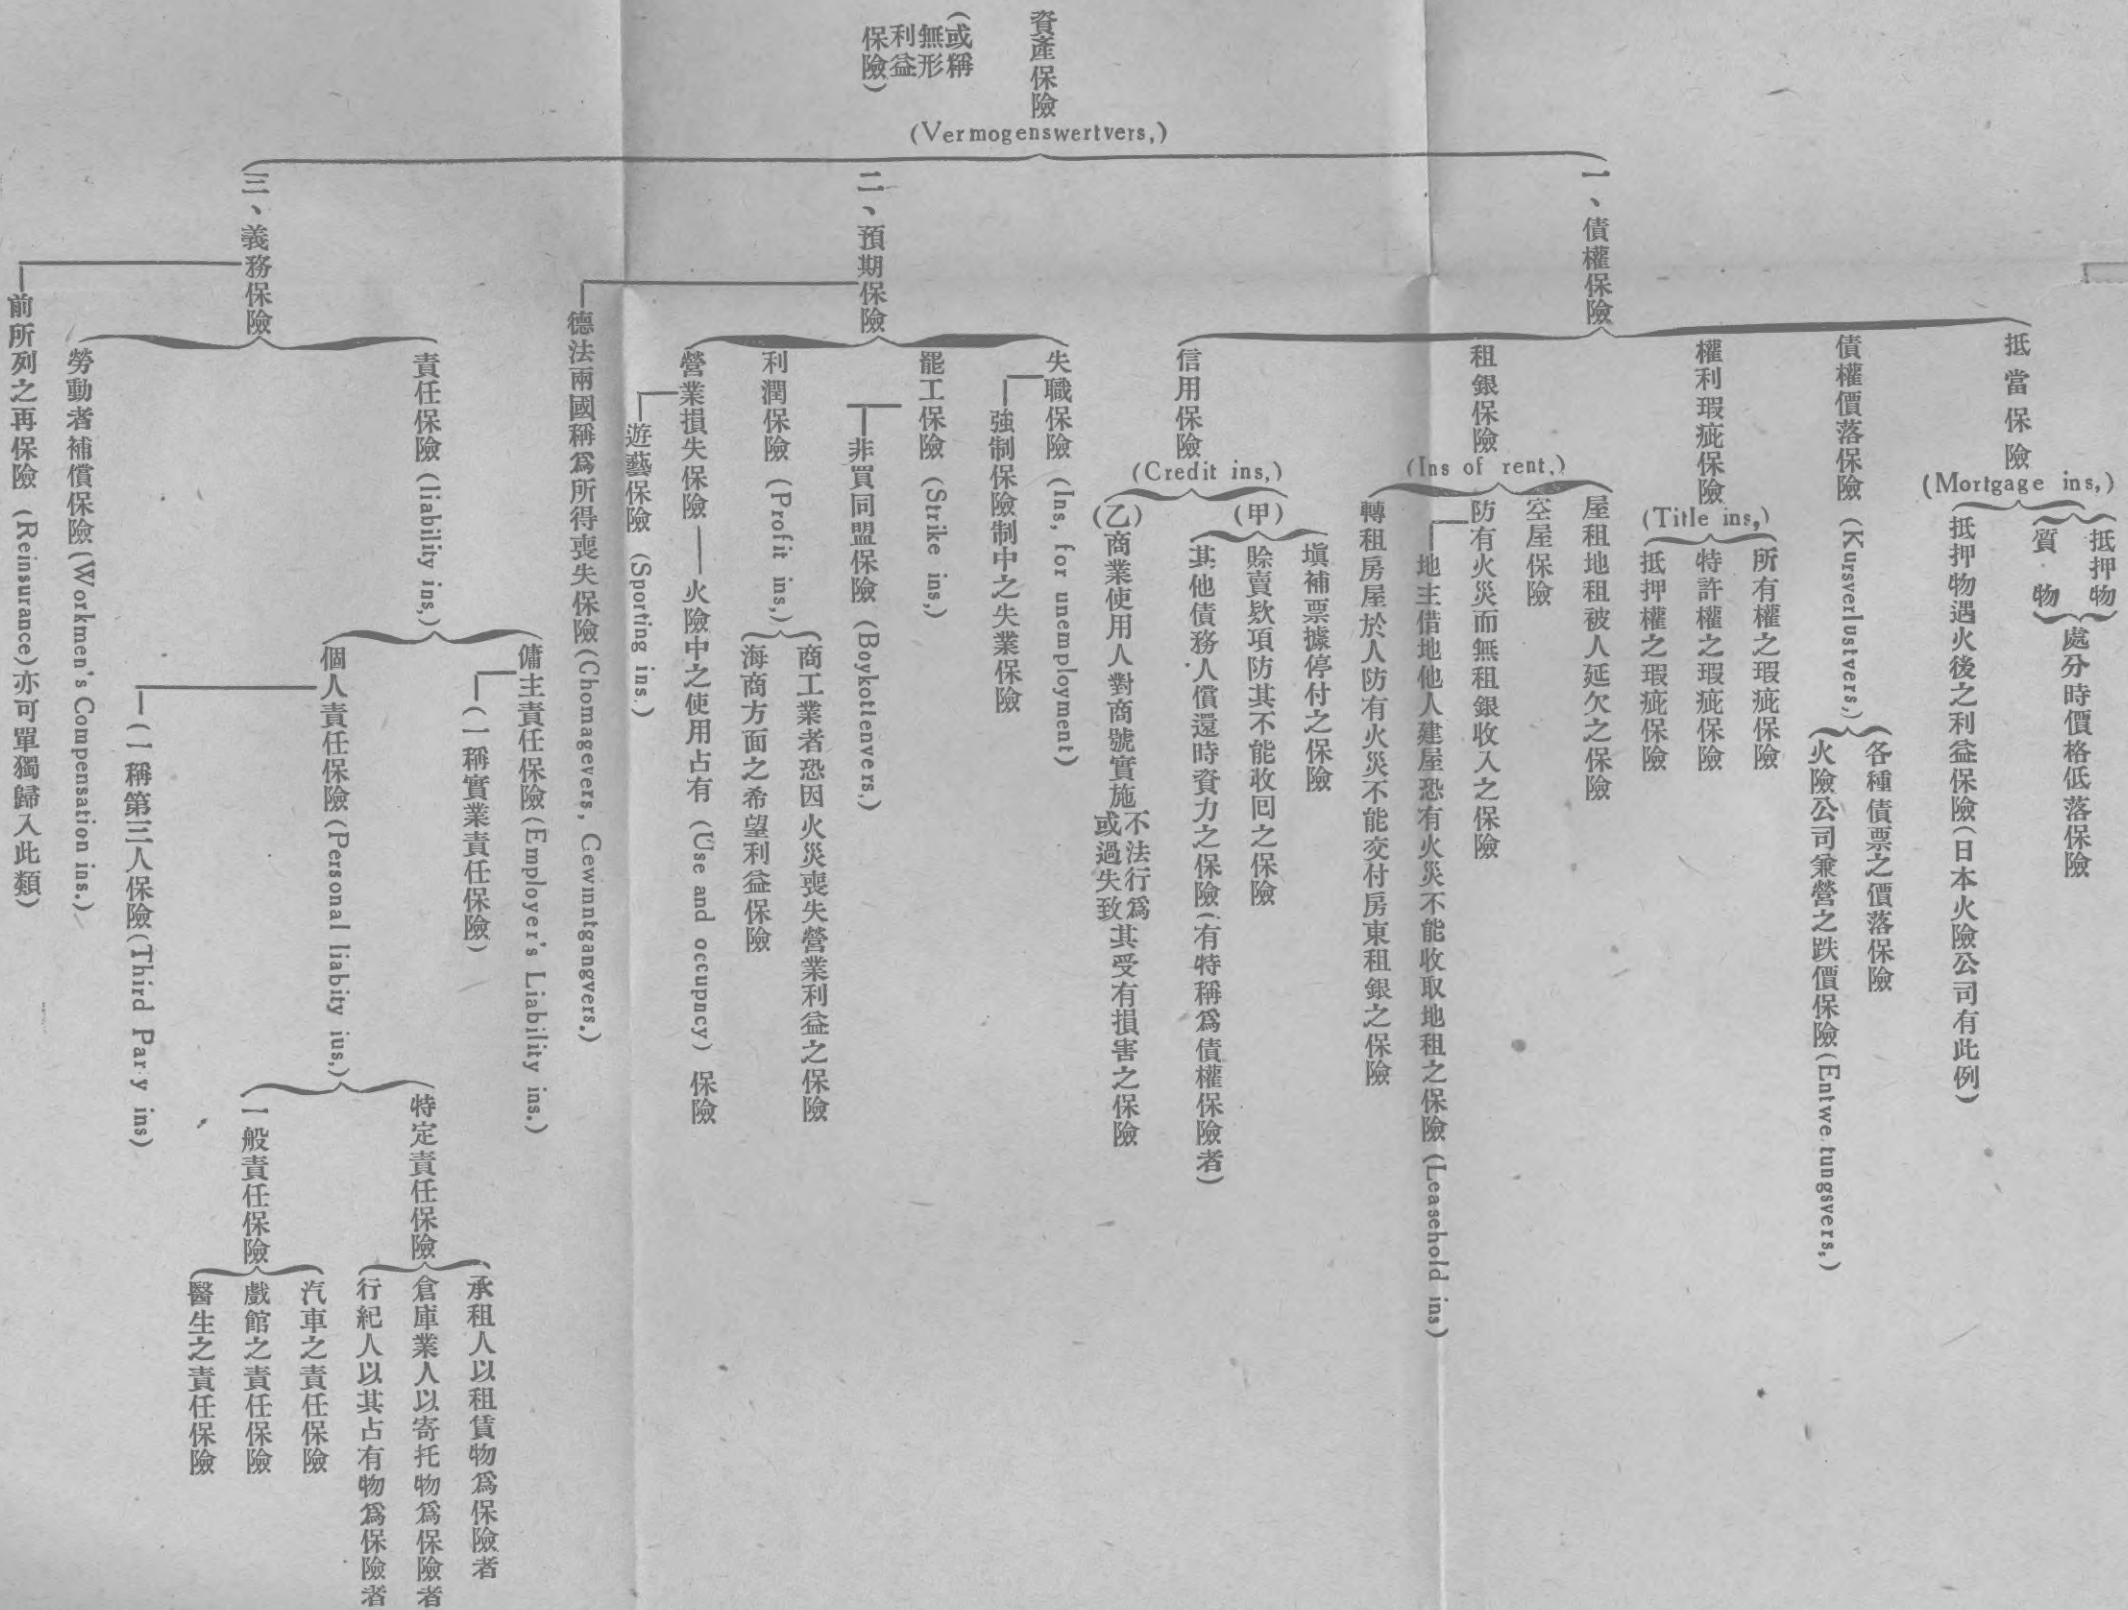 資產保險
(或稱
無形
利益
保險)
(Vermogenswertvers,)
一、債權保險
抵當保險
(Mortgage ins,)
抵押物
質物
處分時價格低落保險
抵押物遇火後之利益保險(日本火險公司有此例)
債權價落保險 (Kursverlustvers,)
各種債票之價落保險
火險公司兼營之跌價保險(Entwe tungsvers,)
權利瑕疵保險
(Title ins,)
所有權之瑕疵保險
特許權之瑕疵保險
抵押權之瑕疵保險
租銀保險
(Ins of rent,)
屋租地租被人延欠之保險
空屋保險
防有火災而無租銀收入之保險
地主借地他人建屋恐有火災不能收取地租之保險 (Leasehold ins)
轉租房屋於人防有火災不能交付房東租銀之保險
信用保險
(Credit ins,)
(甲)
填補票據停付之保險
賒賣欵項防其不能收囘之保險
其他債務人償還時資力之保險(有特稱爲債權保險者)
(乙)商業使用人對商號實施不法行爲或過失致其受有損害之保險
二、預期保險
失職保險 (Ins, for unemployment)
強制保險制中之失業保險
罷工保險 (Strike ins,)
非買同盟保險 (Boykottenvers,)
利潤保險 (Profit ins,)
商工業者恐因火災喪失營業利益之保險
海商方面之希望利益保險
營業損失保險——火險中之使用占有 (Use and occupncy) 保險
遊藝保險 (Sporting ins.)
德法兩國稱爲所得喪失保險(Chomagevers, Gewnntgangvers,)
三、義務保險
責任保險 (liability ins,)
傭主責任保險(Employer's Liability ins.)
(一稱實業責任保險)
個人責任保險(Personal liabity ius,)
特定責任保險
承租人以租賃物爲保險者
倉庫業人以寄托物爲保險者
行紀人以其占有物爲保險者
一般責任保險
汽車之責任保險
戲館之責任保險
醫生之責任保險
(一稱第三人保險(Third Pary ins)
勞動者補償保險(Workmen's Compensation ins.)
前所列之再保險 (Reinsurance)亦可單獨歸入此類)